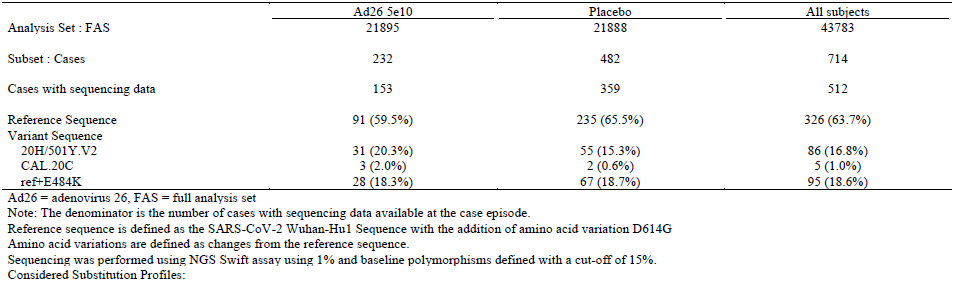 Ad26 5e10 Placebo All subjects
Analysis Set : FAS 21895 21888 43783
Subset : Cases 232 482 714
Cases with sequencing data 153 359 512
Reference Sequence 91 (59.5%) 235 (65.5%) 326 (63.7%)
Variant Sequence
20H/501Y.V2 31 (20.3%) 55 (15.3%) 86 (16.8%)
CAL.20C 3 (2.0%) 2 (0.6%) 5 (1.0%)
ref+E484K 28 (18.3%) 67 (18.7%) 95 (18.6%)
Ad26 = adenovirus 26, FAS = full analysis set
Note: The denominator is the number of cases with sequencing data available at the case episode.
Reference sequence is defined as the SARS-CoV-2 Wuhan-Hu1 Sequence with the addition of amino acid variation D614G
Amino acid variations are defined as changes from the reference sequence.
Sequencing was performed using NGS Swift assay using 1% and baseline polymorphisms defined with a cut-off of 15%.
Considered Substitution Profiles: